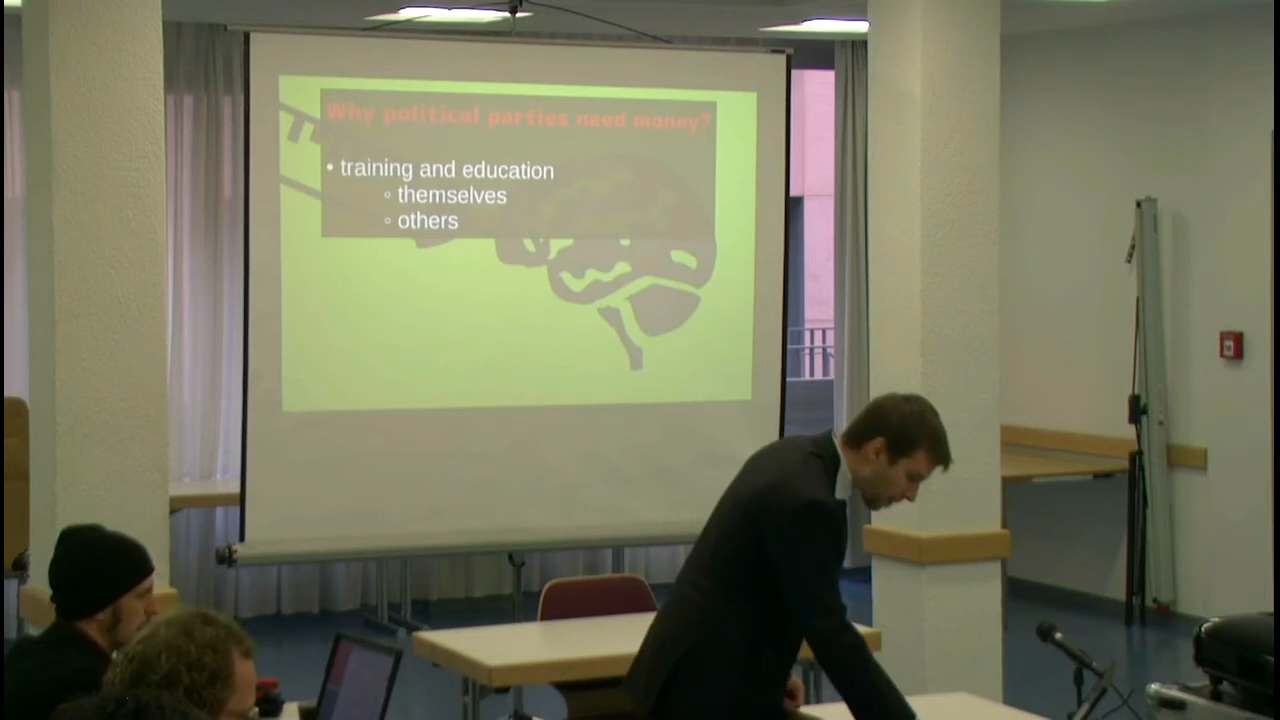 Why political parties need money?
• training and education
◦ themselves
◦ others